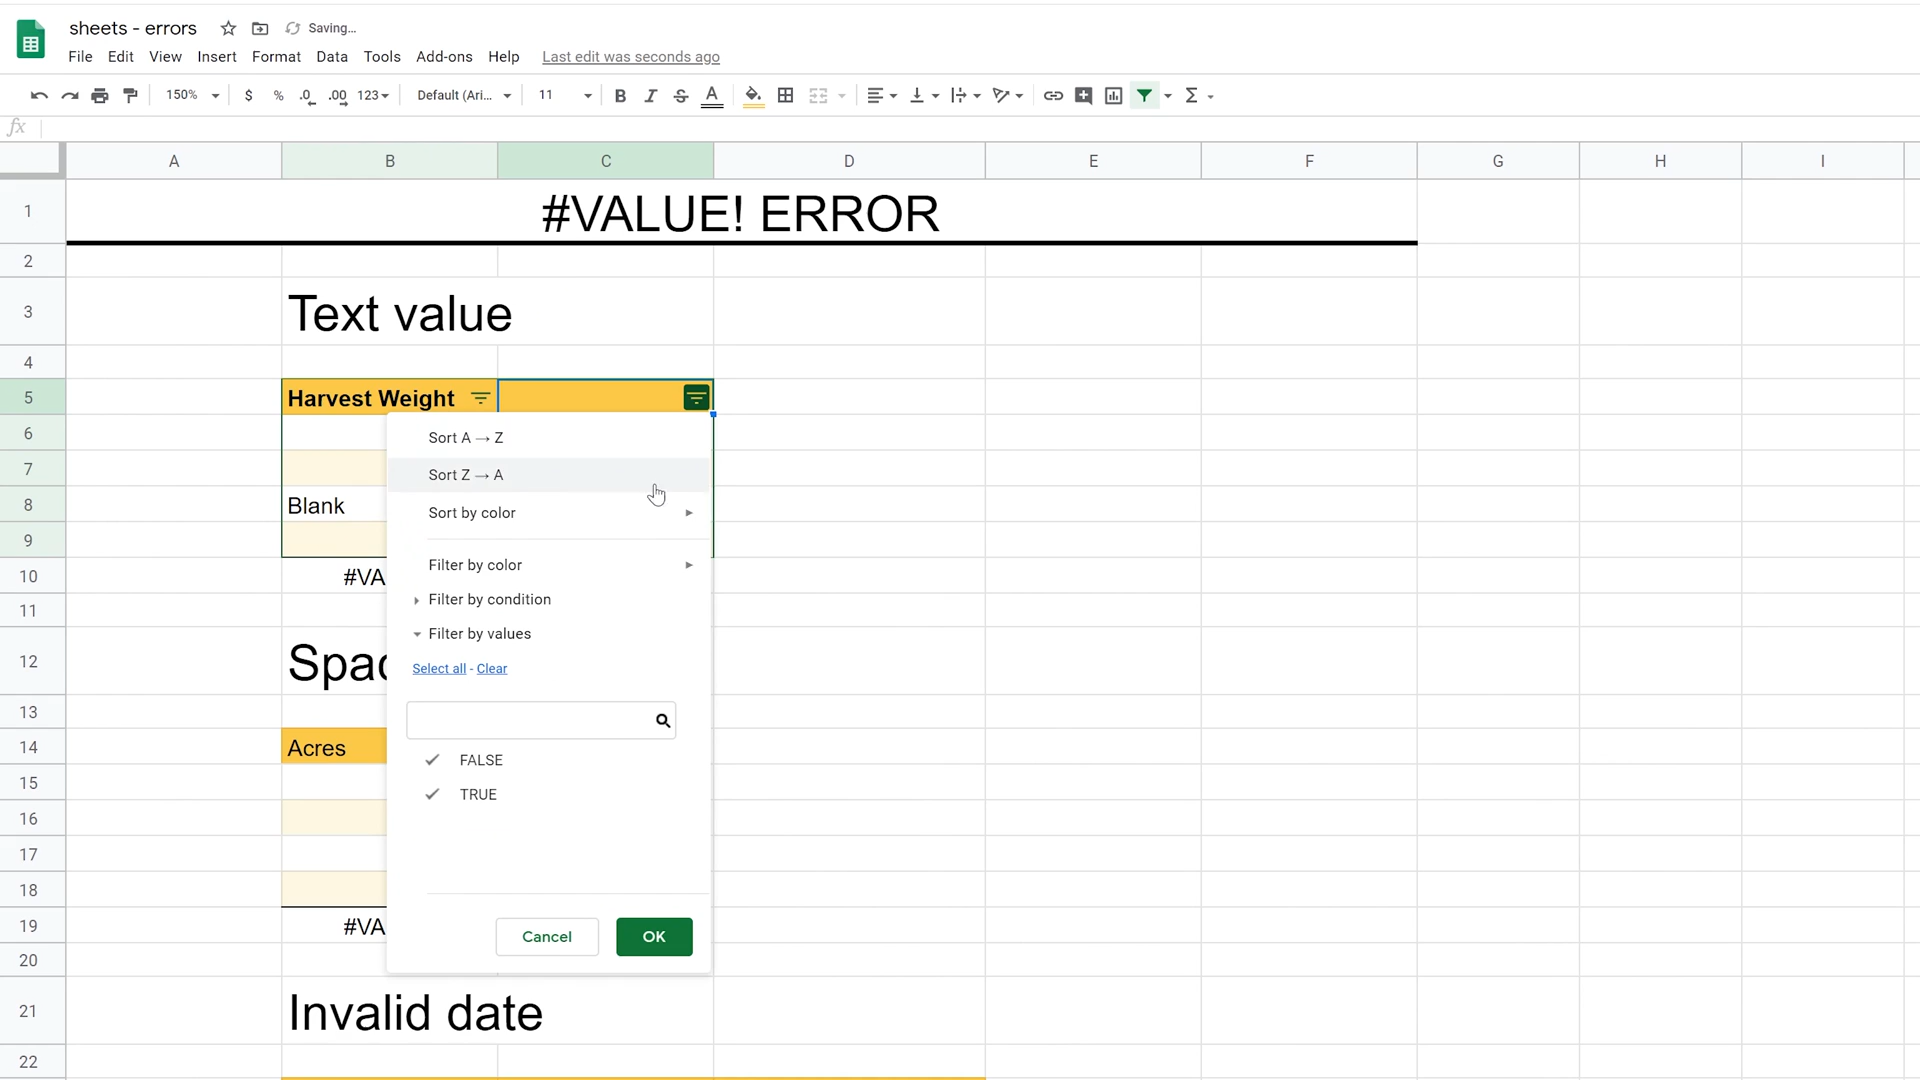 sheets - errors Saving...
File Edit View Insert Format Data Tools Add-ons Help Last edit was seconds ago
150% $ % .0 .00 123 Default (Ari... 11 B I S A Σ
fx
A B C D E F G H I
1 #VALUE! ERROR
2
3 Text value
4
5 Harvest Weight
6 Sort A → Z
7 Sort Z → A
8 Blank Sort by color
9
Filter by color
10 #VA
Filter by condition
11
Filter by values
12 Spac
Select all - Clear
13
14 Acres
FALSE
15
TRUE
16
17
18
19 #VA
Cancel OK
20
21 Invalid date
22